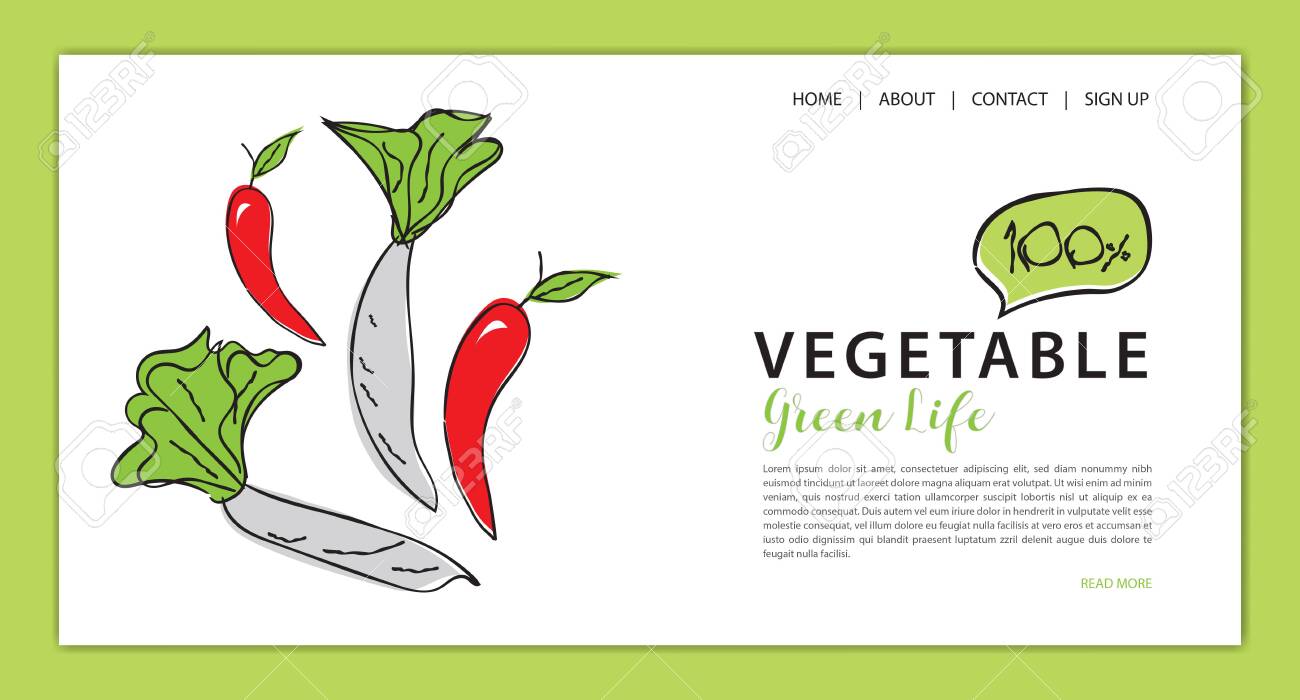 HOME | ABOUT | CONTACT | SIGN UP
100%
VEGETABLE
Green Life
Lorem ipsum dolor sit amet, consectetuer adipiscing elit, sed diam nonummy nibh
euismod tincidunt ut laoreet dolore magna aliquam erat volutpat. Ut wisi enim ad minim
veniam, quis nostrud exerci tation ullamcorper suscipit lobortis nisl ut aliquip ex ea
commodo consequat. Duis autem vel eum iriure dolor in hendrerit in vulputate velit esse
molestie consequat, vel illum dolore eu feugiat nulla facilisis at vero eros et accumsan et
iusto odio dignissim qui blandit praesent luptatum zzril delenit augue duis dolore te
feugait nulla facilisi.
READ MORE
123RF